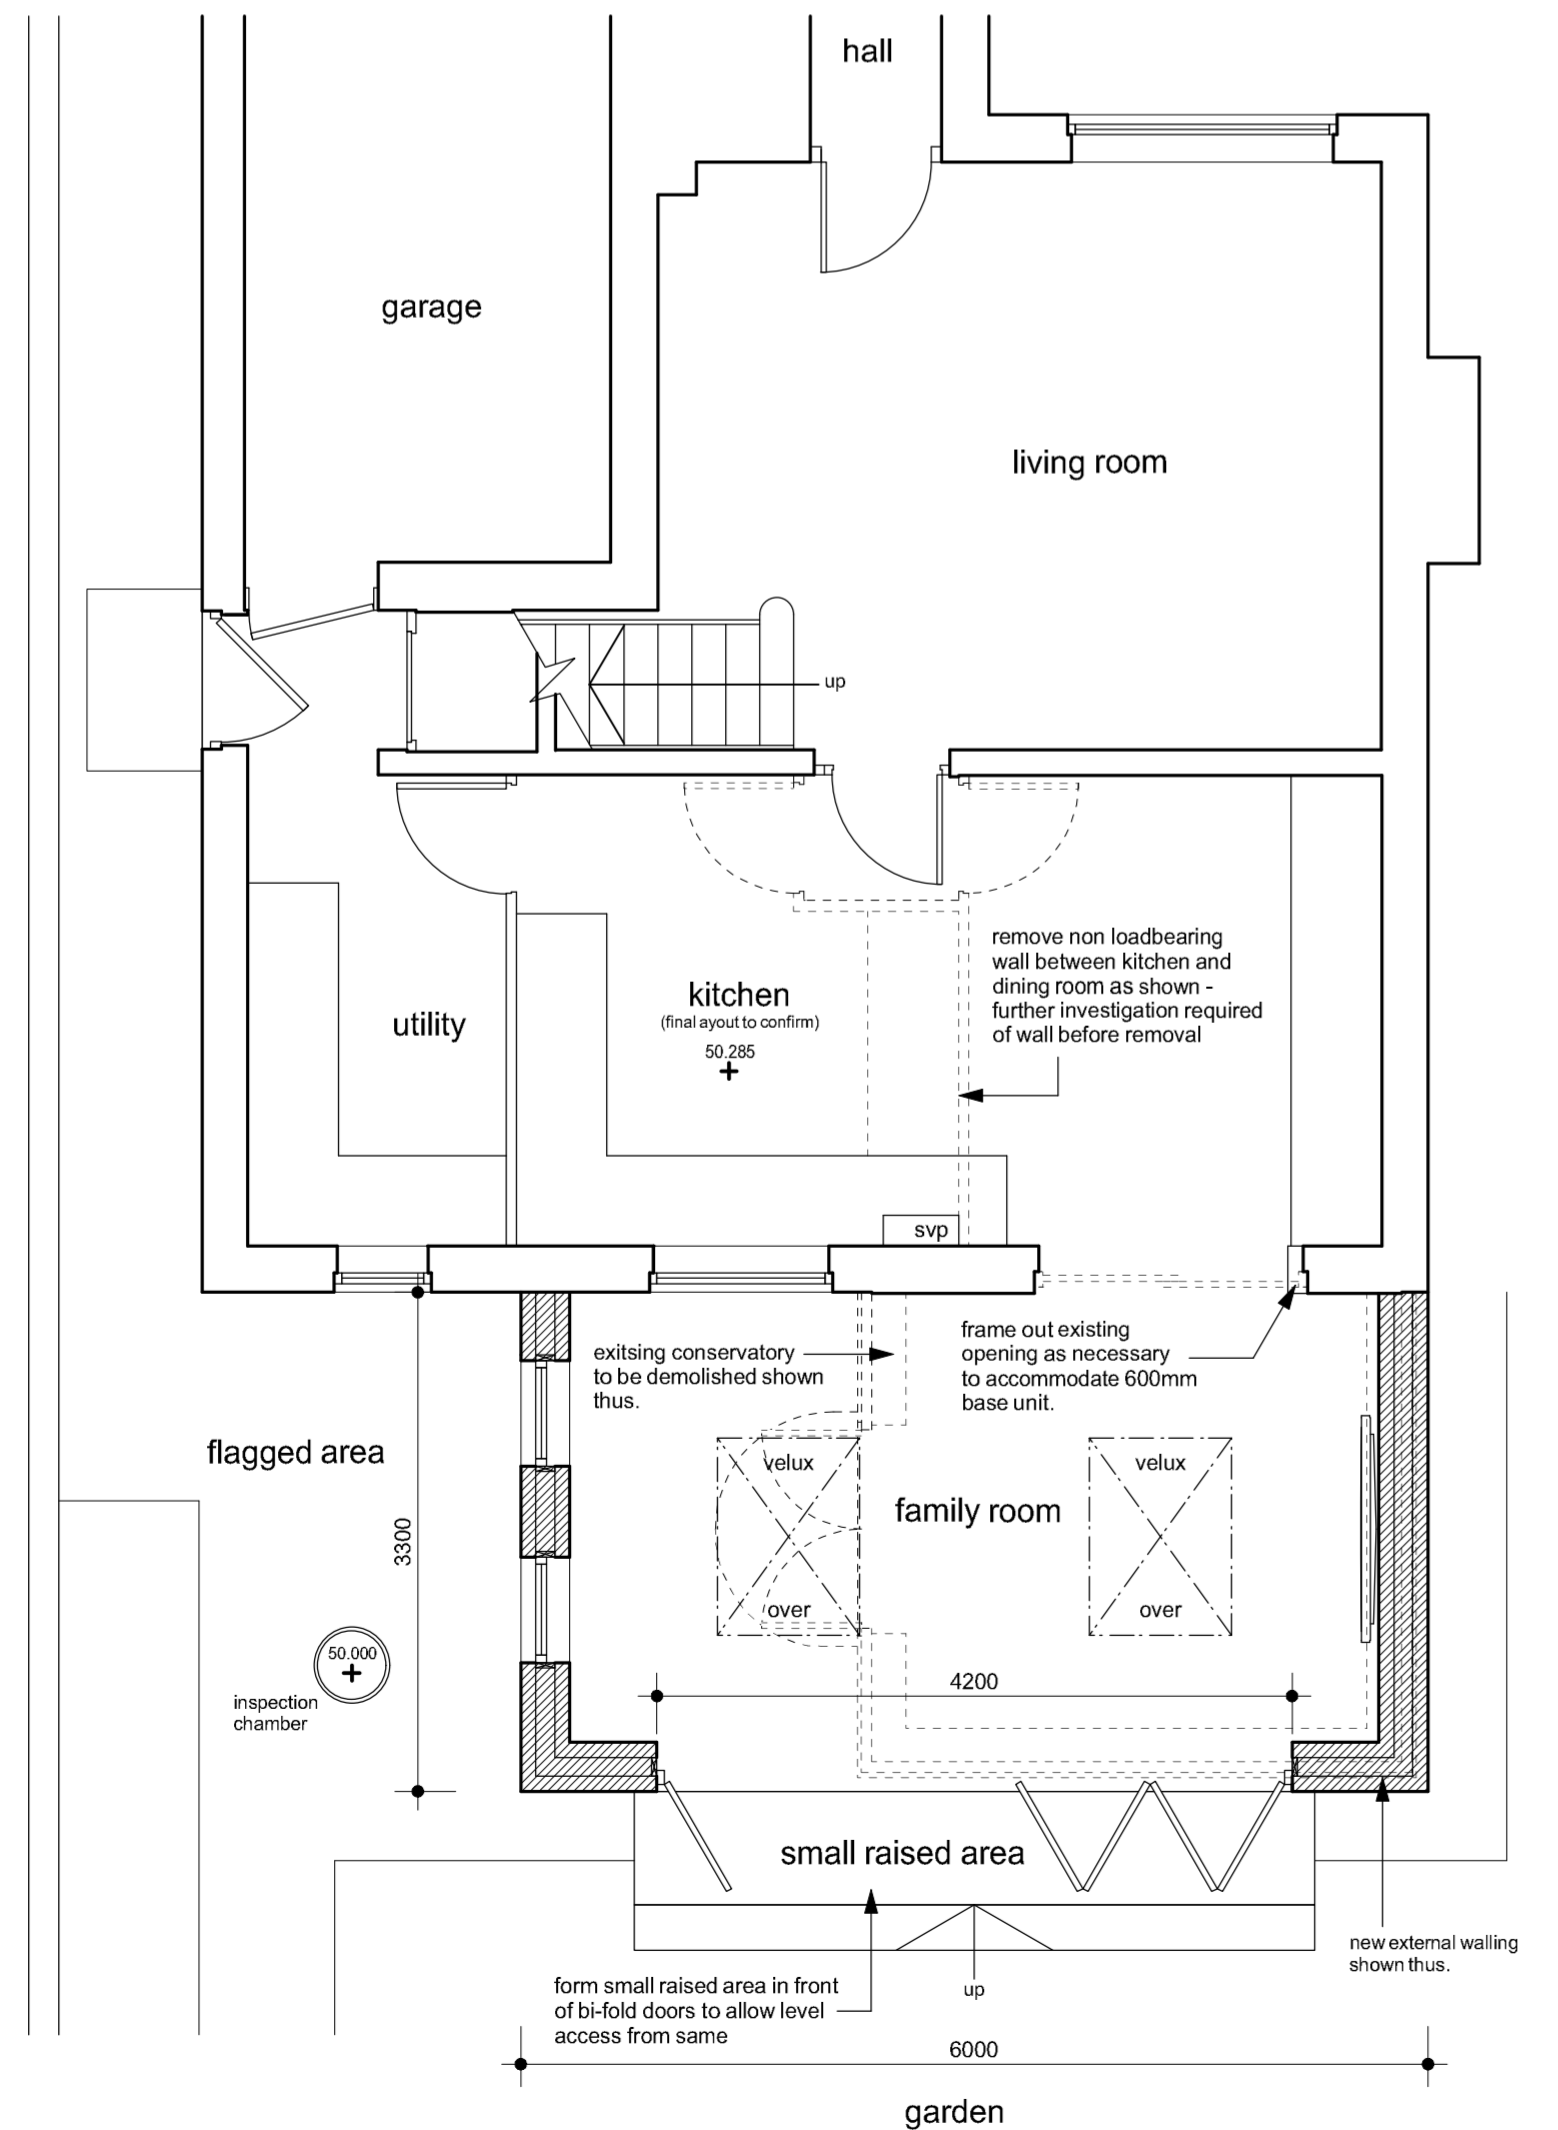 hall
garage
living room
up
remove non loadbearing
wall between kitchen and
dining room as shown -
further investigation required
of wall before removal
kitchen
(final ayout to confirm)
50.285
utility
svp
exitsing conservatory
to be demolished shown
thus.
frame out existing
opening as necessary
to accommodate 600mm
base unit.
flagged area
velux
velux
family room
3300
over
over
50.000
inspection
chamber
4200
small raised area
new external walling
shown thus.
form small raised area in front
of bi-fold doors to allow level
access from same
up
6000
garden